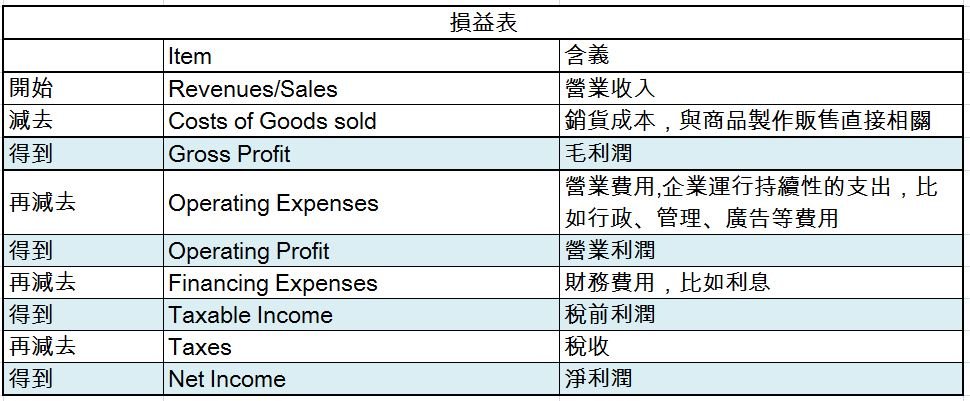 損益表
Item 含義
開始 Revenues/Sales 營業收入
減去 Costs of Goods sold 銷貨成本，與商品製作販售直接相關
得到 Gross Profit 毛利潤
再減去 Operating Expenses 營業費用,企業運行持續性的支出，比
如行政、管理、廣告等費用
得到 Operating Profit 營業利潤
再減去 Financing Expenses 財務費用，比如利息
得到 Taxable Income 稅前利潤
再減去 Taxes 稅收
得到 Net Income 淨利潤